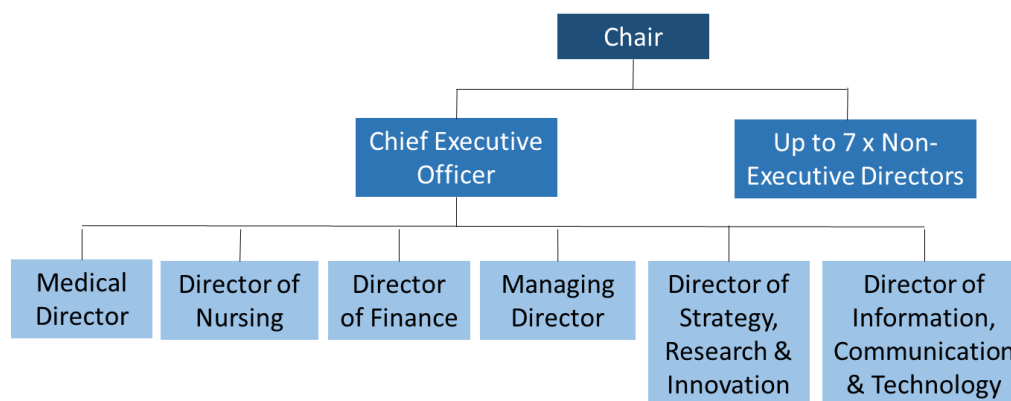 Chair
Chief Executive
Officer
Up to 7 x Non-
Executive Directors
Medical
Director
Director of
Nursing
Director
of Finance
Managing
Director
Director of
Strategy,
Research &
Innovation
Director of
Information,
Communication
& Technology